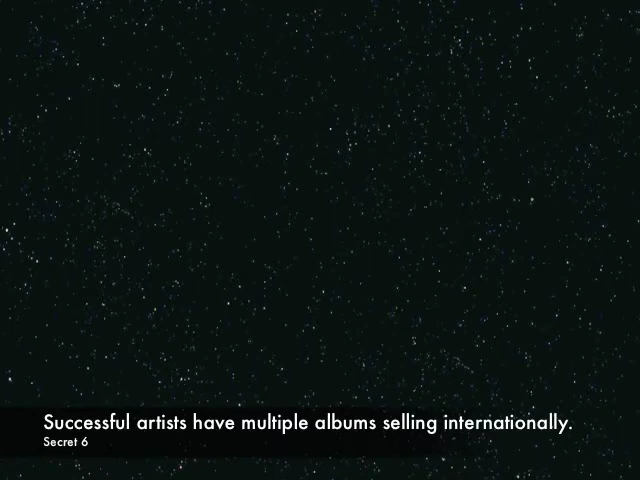 Successful artists have multiple albums selling internationally.
Secret 6